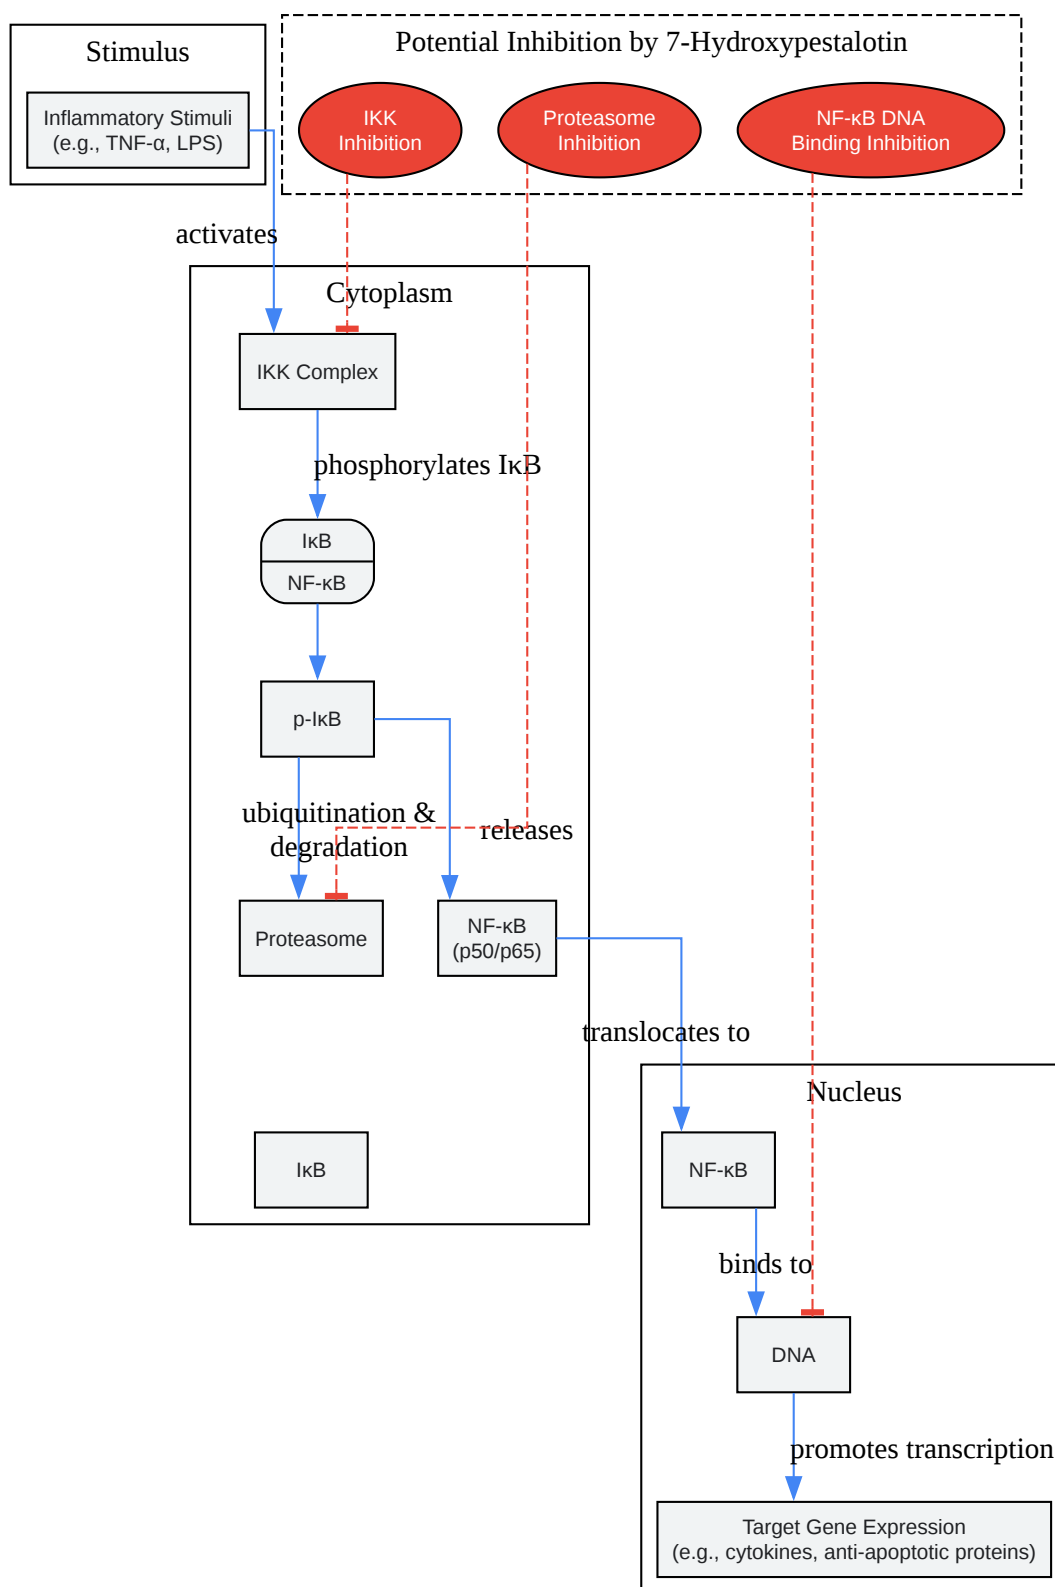 Stimulus
Inflammatory Stimuli
(e.g., TNF-α, LPS)
Potential Inhibition by 7-Hydroxypestalotin
IKK
Inhibition
Proteasome
Inhibition
NF-κB DNA
Binding Inhibition
activates
Cytoplasm
IKK Complex
phosphorylates IκB
IκB
NF-κB
p-IκB
ubiquitination &
degradation
releases
Proteasome
NF-κB
(p50/p65)
translocates to
IκB
Nucleus
NF-κB
binds to
DNA
promotes transcription
Target Gene Expression
(e.g., cytokines, anti-apoptotic proteins)